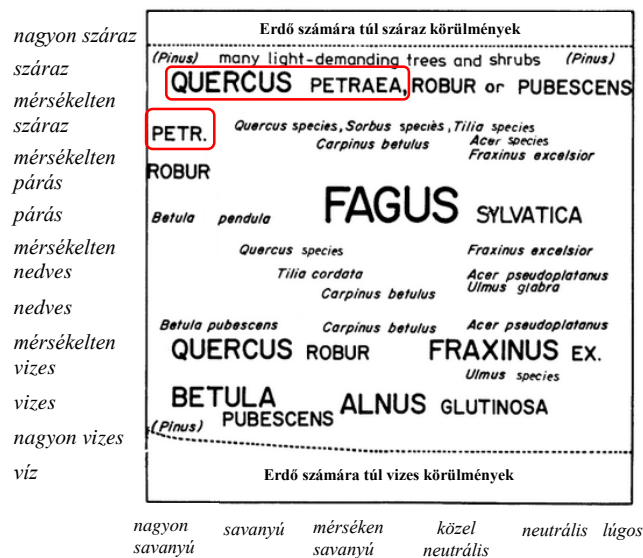 Erdő számára túl száraz körülmények
nagyon száraz
(Pinus) many light-demanding trees and shrubs (Pinus)
száraz
QUERCUS PETRAEA, ROBUR or PUBESCENS
mérsékelten
száraz
PETR. Quercus species, Sorbus speciès, Tilia species
Carpinus betulus Acer species
Fraxinus excelsior
mérsékelten
párás
ROBUR
FAGUS SYLVATICA
párás
Betula pendula
mérsékelten
nedves
Quercus species Fraxinus excelsior
Tilia cordata Acer pseudoplatanus
Carpinus betulus Ulmus glabra
nedves
Betula pubescens Carpinus betulus Acer pseudoplatanus
mérsékelten
vizes
QUERCUS ROBUR FRAXINUS EX.
Ulmus species
vizes
BETULA PUBESCENS ALNUS GLUTINOSA
(Pinus)
nagyon vizes
víz
Erdő számára túl vizes körülmények
nagyon
savanyú
savanyú
mérséken
savanyú
közel
neutrális
neutrális
lúgos